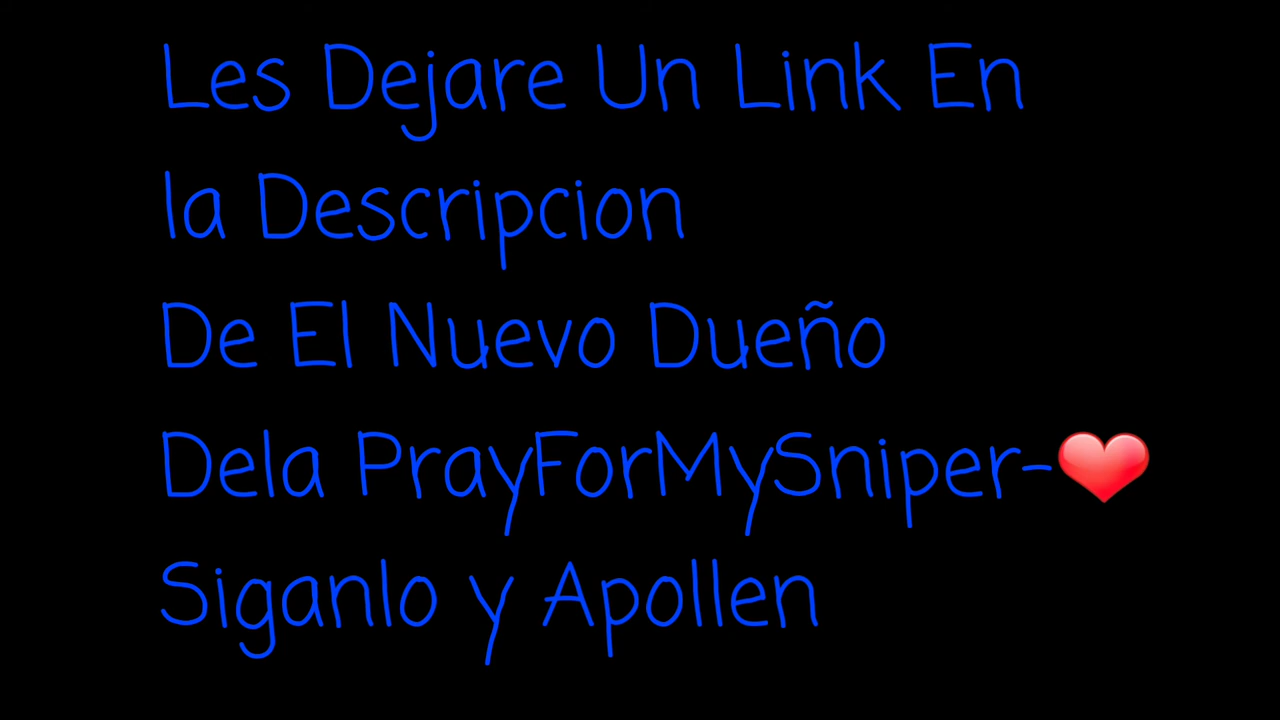 Les Dejare Un Link En
la Descripcion
De El Nuevo Dueño
Dela PrayForMySniper-❤️
Siganlo y Apollen